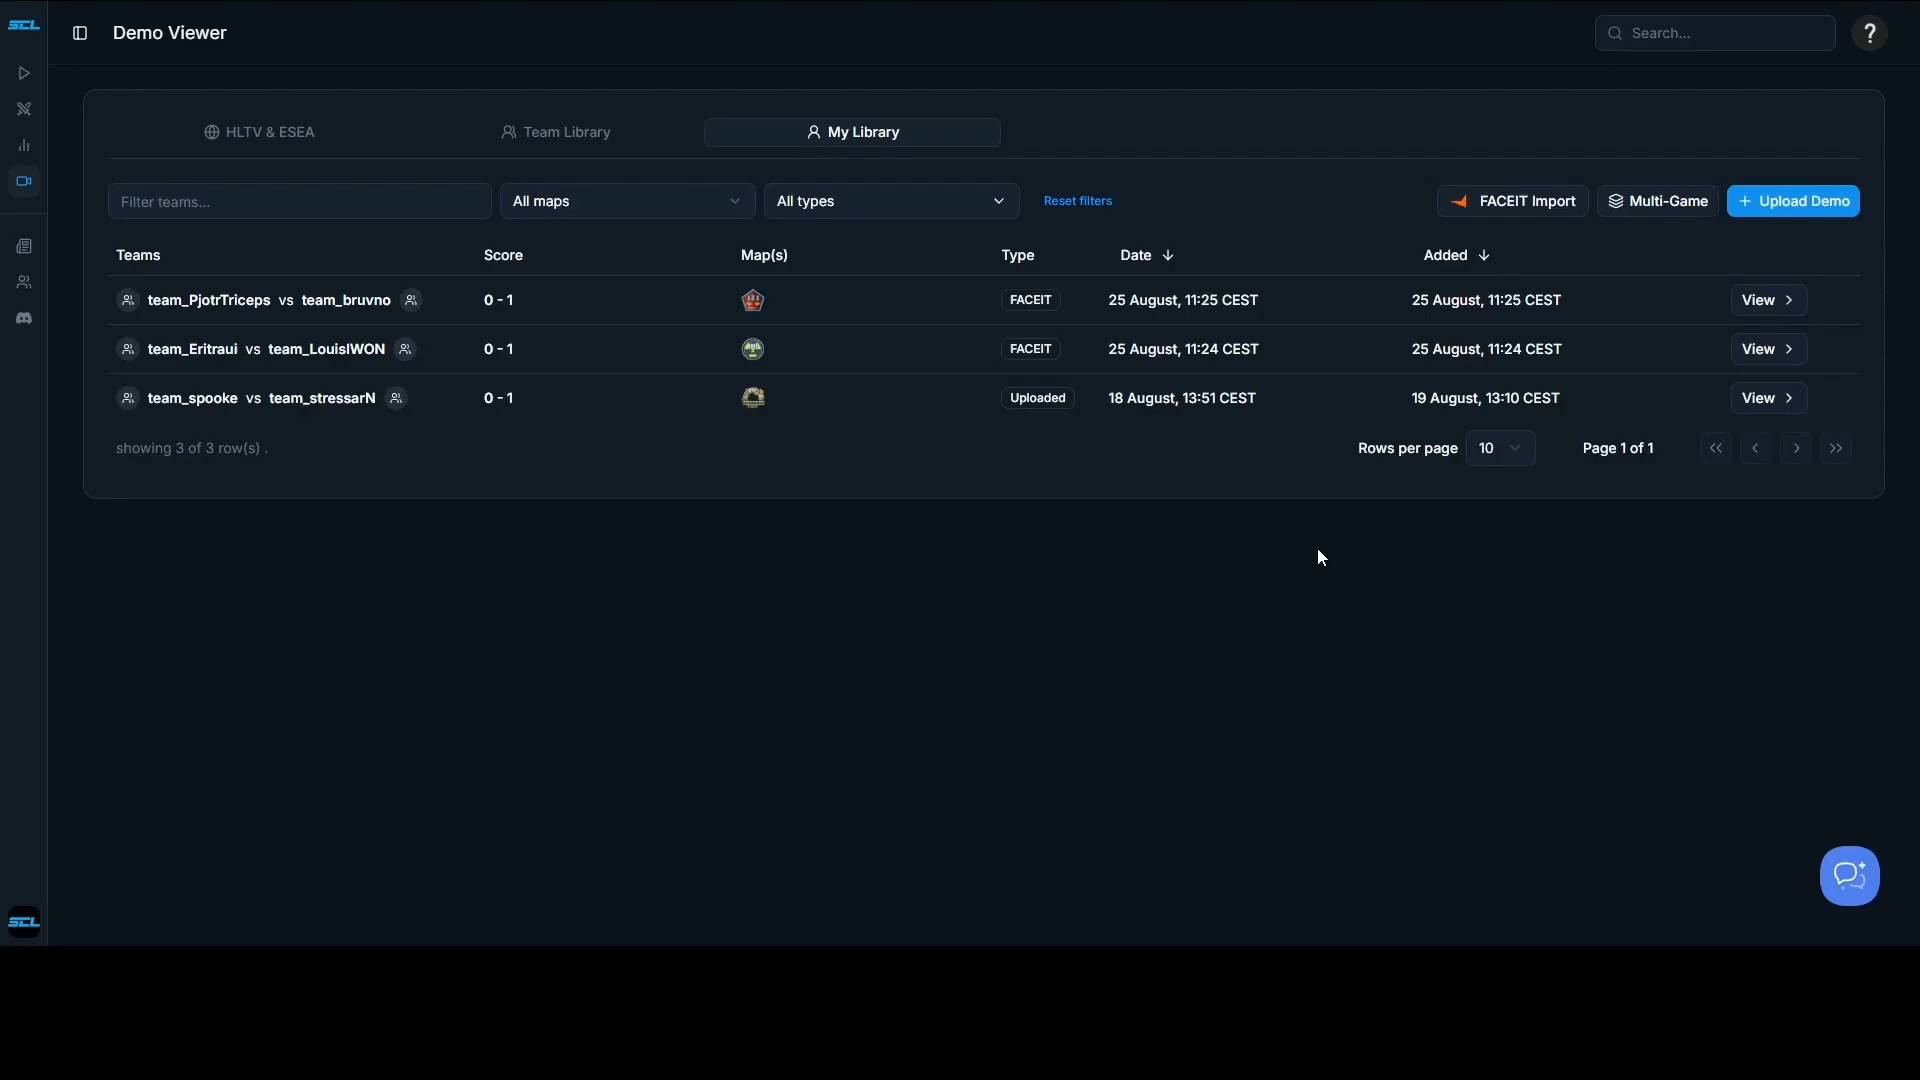 SCL
Demo Viewer
Search...
?
HLTV & ESEA
Team Library
My Library
Filter teams...
All maps
All types
Reset filters
FACEIT Import
Multi-Game
+ Upload Demo
Teams Score Map(s) Type Date ↓ Added ↓
team_PjotrTriceps vs team_bruvno 0 - 1 FACEIT 25 August, 11:25 CEST 25 August, 11:25 CEST View >
team_Eritraui vs team_LouisIWON 0 - 1 FACEIT 25 August, 11:24 CEST 25 August, 11:24 CEST View >
team_spooke vs team_stressarN 0 - 1 Uploaded 18 August, 13:51 CEST 19 August, 13:10 CEST View >
showing 3 of 3 row(s) .
Rows per page 10 Page 1 of 1
SCL